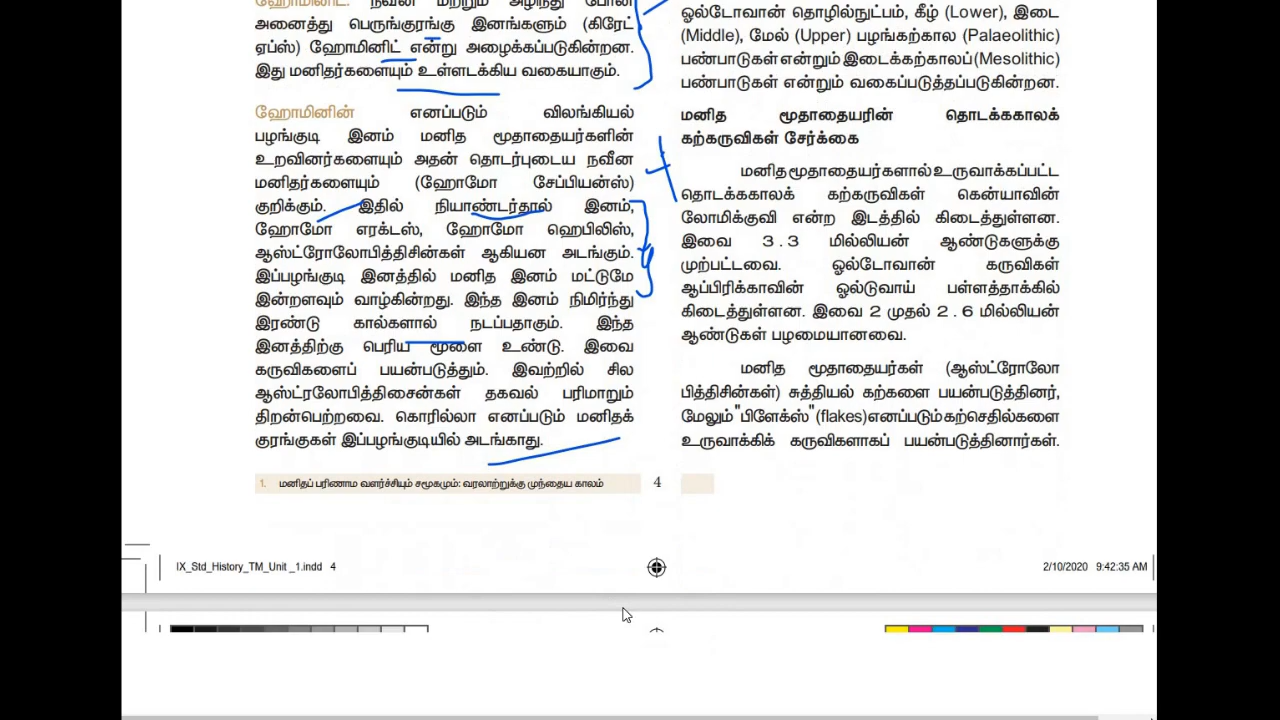 ஹோமினிட்: நவீன மற்றும் அழிந்து போன
அனைத்து பெருங்குரங்கு இனங்களும் (கிரேட்
ஏப்ஸ்) ஹோமினிட் என்று அழைக்கப்படுகின்றன.
இது மனிதர்களையும் உள்ளடக்கிய வகையாகும்.
ஹோமினின் எனப்படும் விலங்கியல்
பழங்குடி இனம் மனித மூதாதையர்களின்
உறவினர்களையும் அதன் தொடர்புடைய நவீன
மனிதர்களையும் (ஹோமோ சேப்பியன்ஸ்)
குறிக்கும். இதில் நியாண்டர்தால் இனம்,
ஹோமோ எரக்டஸ், ஹோமோ ஹெபிலிஸ்,
ஆஸ்ட்ரோலோபித்திசின்கள் ஆகியன அடங்கும்.
இப்பழங்குடி இனத்தில் மனித இனம் மட்டுமே
இன்றளவும் வாழ்கின்றது. இந்த இனம் நிமிர்ந்து
இரண்டு கால்களால் நடப்பதாகும். இந்த
இனத்திற்கு பெரிய மூளை உண்டு. இவை
கருவிகளைப் பயன்படுத்தும். இவற்றில் சில
ஆஸ்ட்ரலோபித்திசைன்கள் தகவல் பரிமாறும்
திறன்பெற்றவை. கொரில்லா எனப்படும் மனிதக்
குரங்குகள் இப்பழங்குடியில் அடங்காது.
ஓல்டோவான் தொழில்நுட்பம், கீழ் (Lower), இடை
(Middle), மேல் (Upper) பழங்கற்கால (Palaeolithic)
பண்பாடுகள் என்றும் இடைக்கற்காலப் (Mesolithic)
பண்பாடுகள் என்றும் வகைப்படுத்தப்படுகின்றன.
மனித மூதாதையரின் தொடக்ககாலக்
கற்கருவிகள் சேர்க்கை
மனித மூதாதையர்களால் உருவாக்கப்பட்ட
தொடக்ககாலக் கற்கருவிகள் கென்யாவின்
லோமிக்குவி என்ற இடத்தில் கிடைத்துள்ளன.
இவை 3.3 மில்லியன் ஆண்டுகளுக்கு
முற்பட்டவை. ஓல்டோவான் கருவிகள்
ஆப்பிரிக்காவின் ஓல்டுவாய் பள்ளத்தாக்கில்
கிடைத்துள்ளன. இவை 2 முதல் 2.6 மில்லியன்
ஆண்டுகள் பழமையானவை.
மனித மூதாதையர்கள் (ஆஸ்ட்ரோலோ
பித்திசின்கள்) சுத்தியல் கற்களை பயன்படுத்தினர்,
மேலும் "பிளேக்ஸ்" (flakes) எனப்படும் கற்செதில்களை
உருவாக்கிக் கருவிகளாகப் பயன்படுத்தினார்கள்.
1. மனிதப் பரிணாம வளர்ச்சியும் சமூகமும்: வரலாற்றுக்கு முந்தைய காலம் 4
IX_Std_History_TM_Unit _1.indd 4 2/10/2020 9:42:35 AM